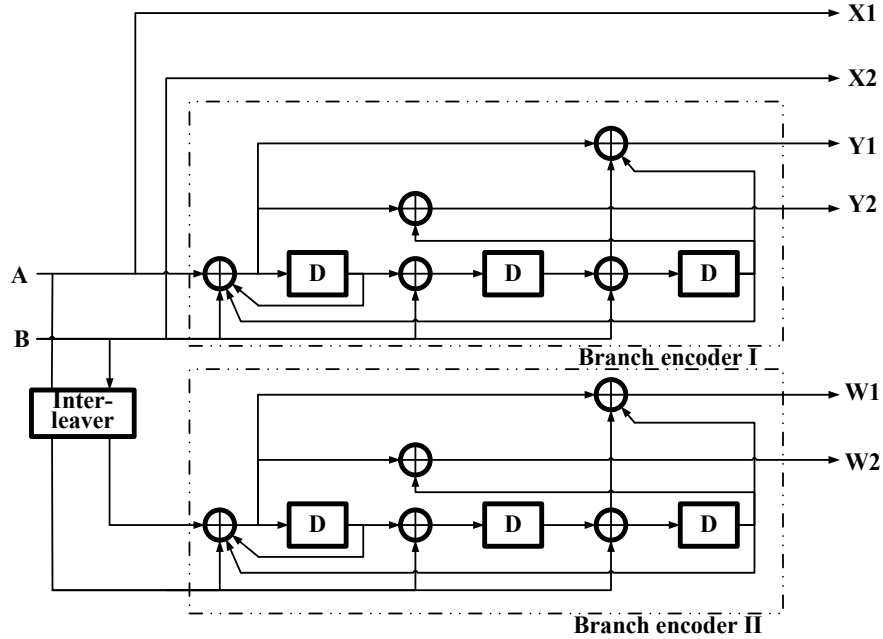 X1
X2
Y1
Y2
A
D
D
D
B
Branch encoder I
Inter-
leaver
W1
W2
D
D
D
Branch encoder II